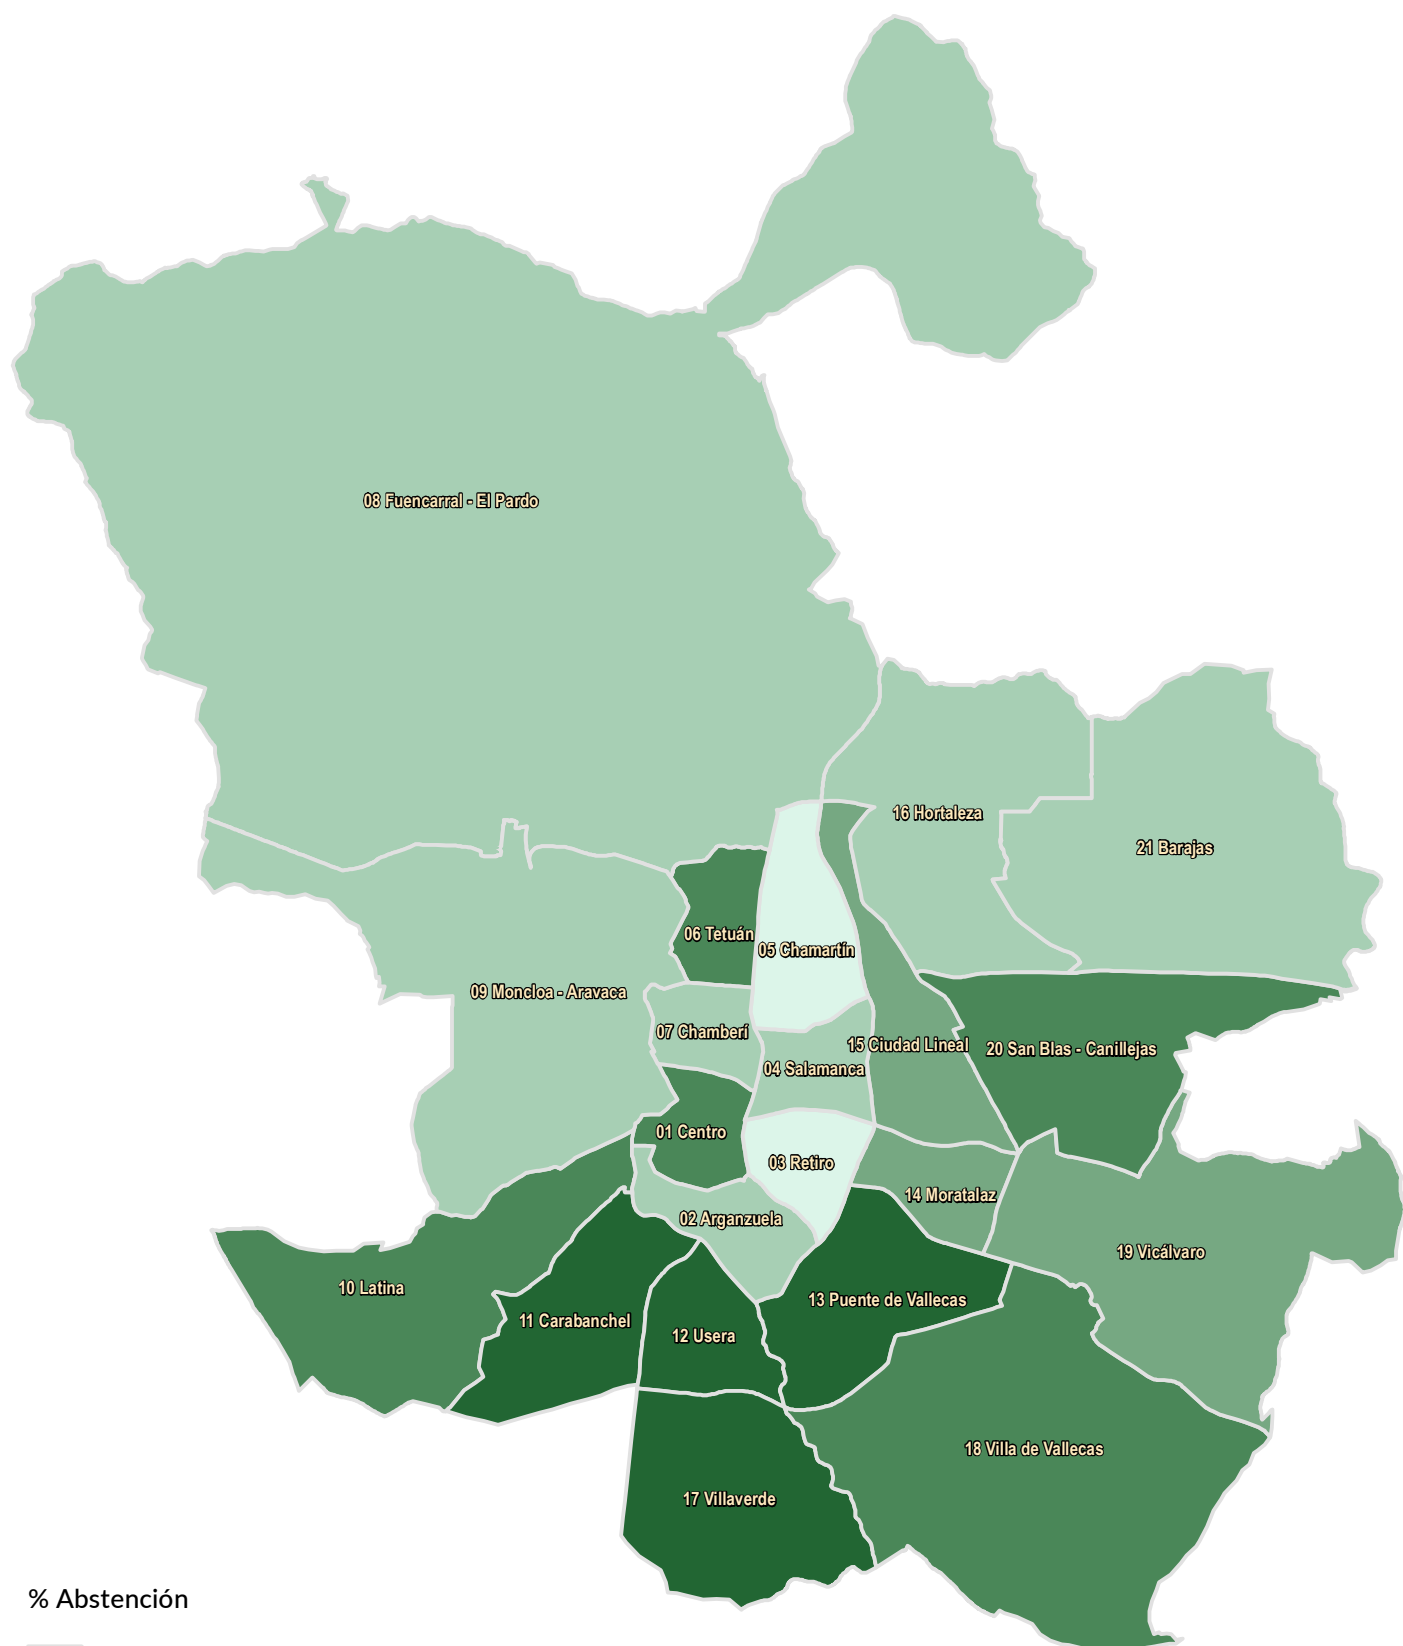 08 Fuencarral - El Pardo
16 Hortaleza
21 Barajas
06 Tetuán
05 Chamartín
09 Moncloa - Aravaca
07 Chamberí
15 Ciudad Lineal
20 San Blas - Canillejas
04 Salamanca
01 Centro
03 Retiro
14 Moratalaz
02 Arganzuela
19 Vicálvaro
10 Latina
13 Puente de Vallecas
11 Carabanchel
12 Usera
18 Villa de Vallecas
17 Villaverde
% Abstención